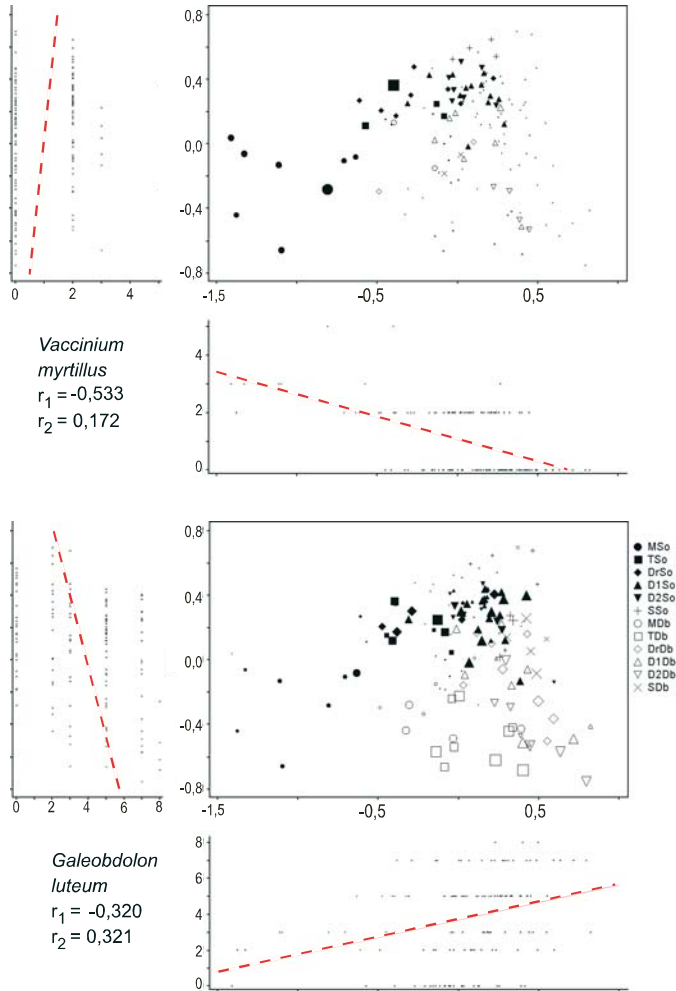 0,8
0,4
0,0
-0,4
-0,8
0 2 4
-1,5 -0,5 0,5
Vaccinium
myrtillus
r1 =-0,533
r2 = 0,172
4
2
0
0,8
0,4
0,0
-0,4
-0,8
0 2 4 6 8
-1,5 -1,0 -0,5 0,0 0,5
MSo
TSo
DrSo
D1So
D2So
SSo
MDb
TDb
DrDb
D1Db
D2Db
SDb
Galeobdolon
luteum
r1 = -0,320
r2 = 0,321
8
6
4
2
0